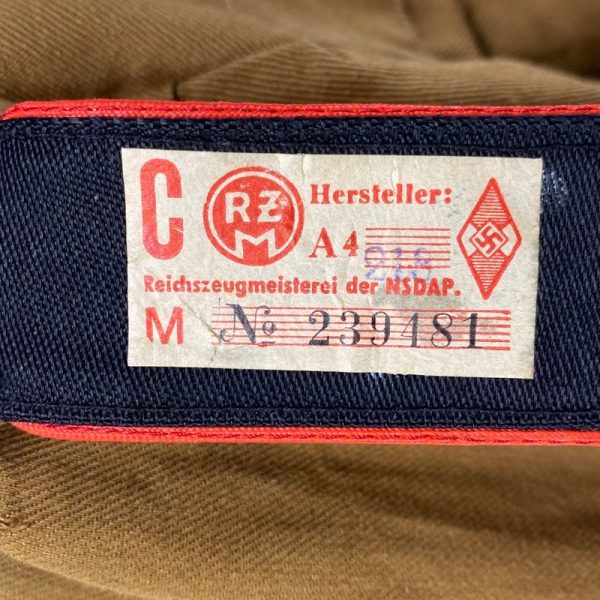 C
RZM
Hersteller:
A4
Reichszeugmeisterei der NSDAP.
M № 239481